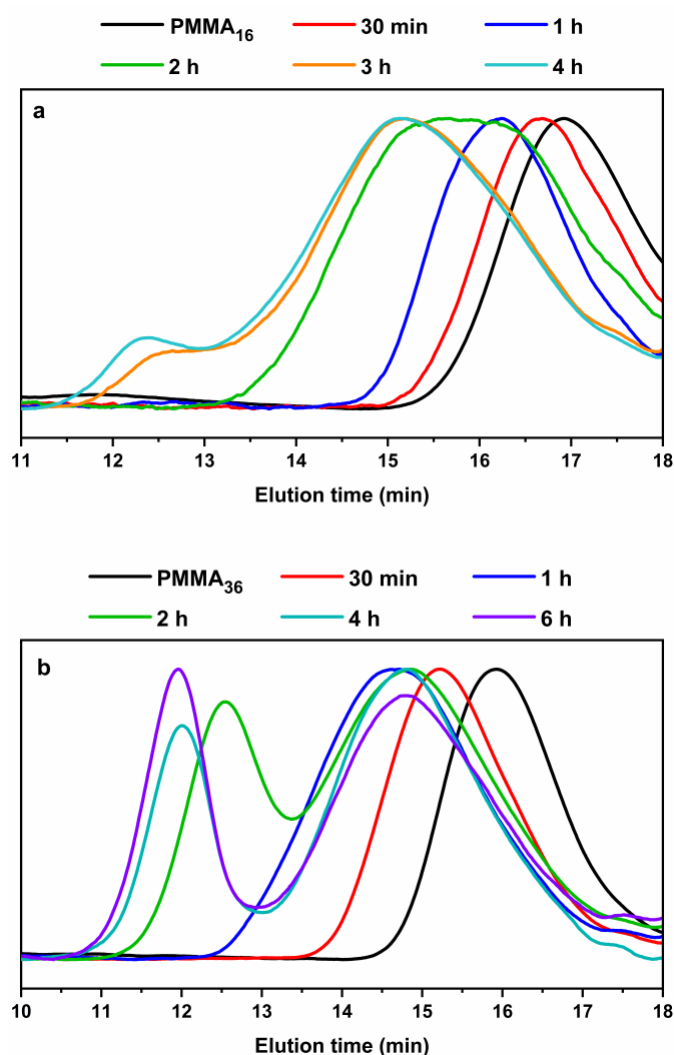 PMMA16 30 min 1 h
2 h 3 h 4 h
a
11 12 13 14 15 16 17 18
Elution time (min)
PMMA36 30 min 1 h
2 h 4 h 6 h
b
10 11 12 13 14 15 16 17 18
Elution time (min)